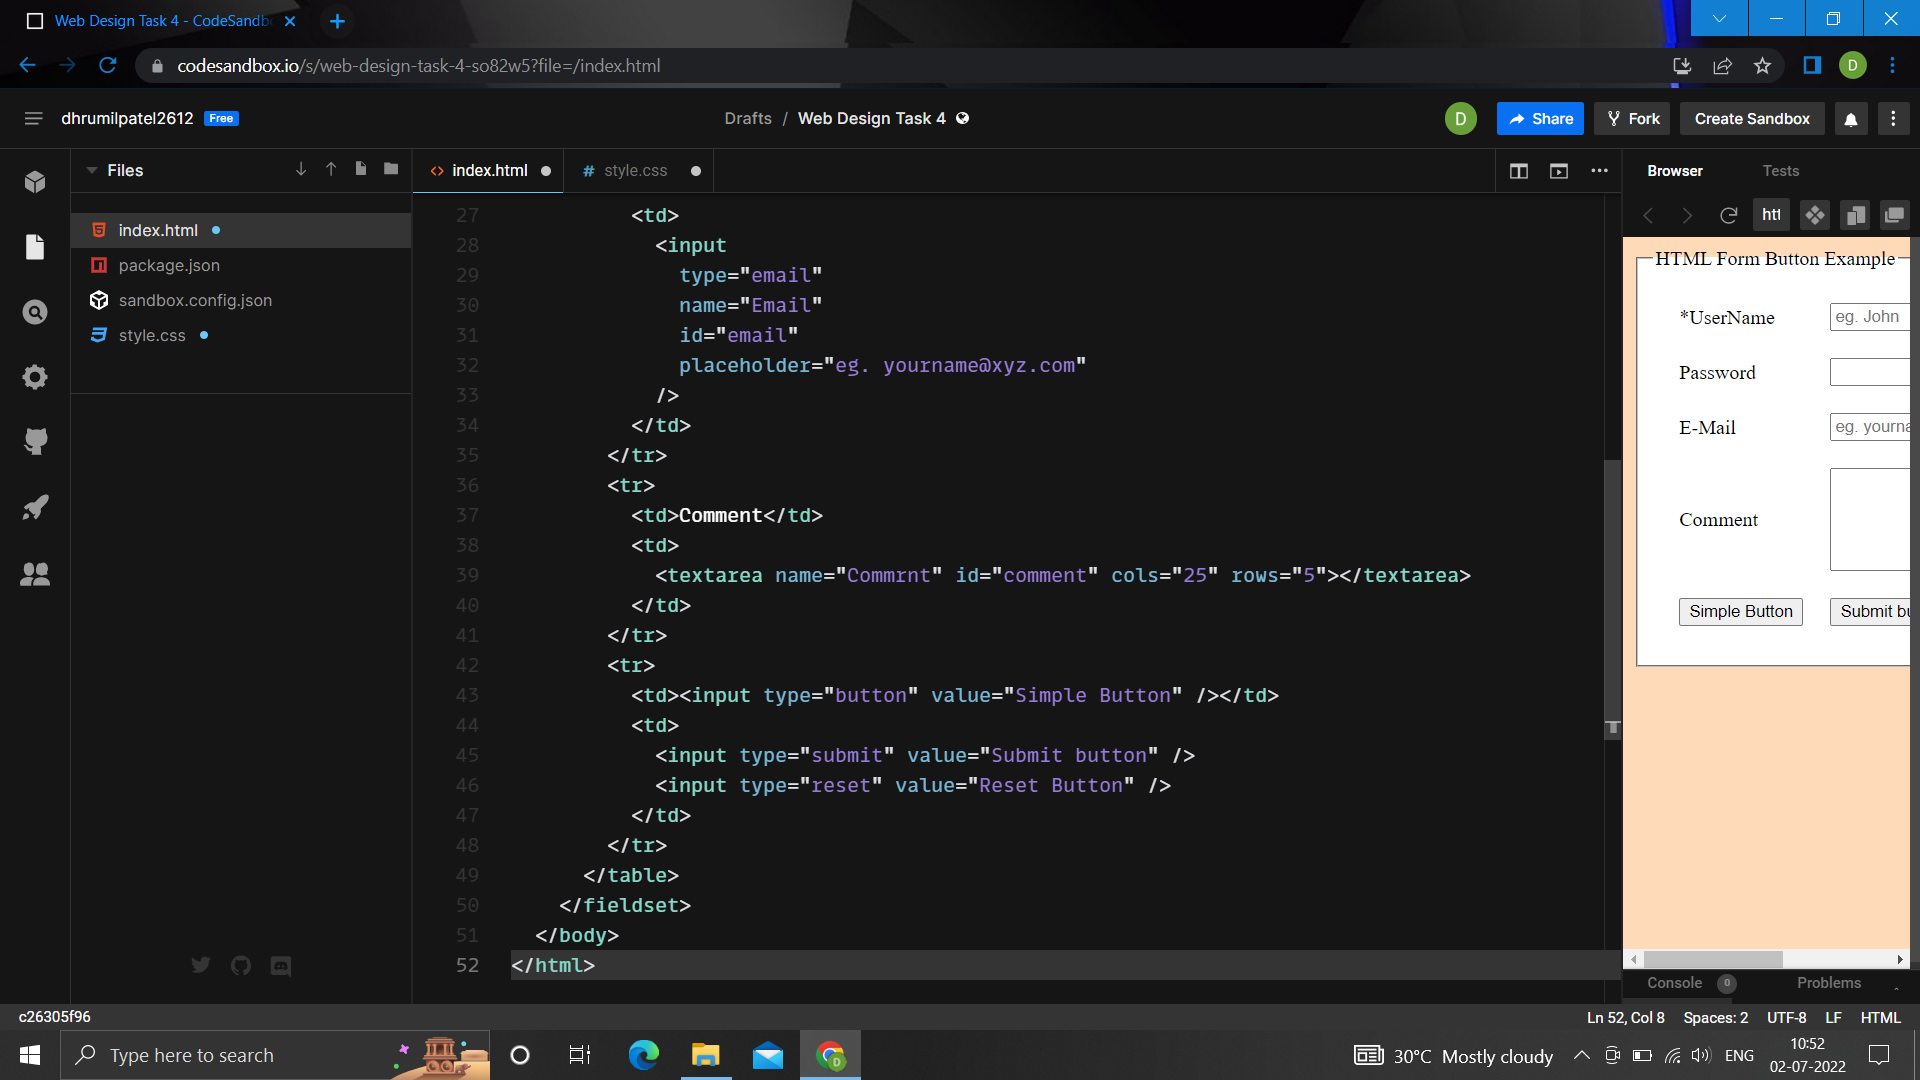 Web Design Task 4 - CodeSandb
codesandbox.io/s/web-design-task-4-so82w5?file=/index.html
D
dhrumilpatel2612 Free
Drafts / Web Design Task 4
D
Share
Fork
Create Sandbox
Files
index.html
package.json
sandbox.config.json
style.css
<> index.html
# style.css
27 <td>
28 <input
29 type="email"
30 name="Email"
31 id="email"
32 placeholder="eg. yourname@xyz.com"
33 />
34 </td>
35 </tr>
36 <tr>
37 <td>Comment</td>
38 <td>
39 <textarea name="Commrnt" id="comment" cols="25" rows="5"></textarea>
40 </td>
41 </tr>
42 <tr>
43 <td><input type="button" value="Simple Button" /></td>
44 <td>
45 <input type="submit" value="Submit button" />
46 <input type="reset" value="Reset Button" />
47 </td>
48 </tr>
49 </table>
50 </fieldset>
51 </body>
52 </html>
Browser Tests
htt
HTML Form Button Example
*UserName eg. John
Password
E-Mail eg. yourna
Comment
Simple Button Submit bu
Console 0 Problems
c26305f96
Ln 52, Col 8 Spaces: 2 UTF-8 LF HTML
Type here to search
D
30°C Mostly cloudy
ENG
10:52
02-07-2022